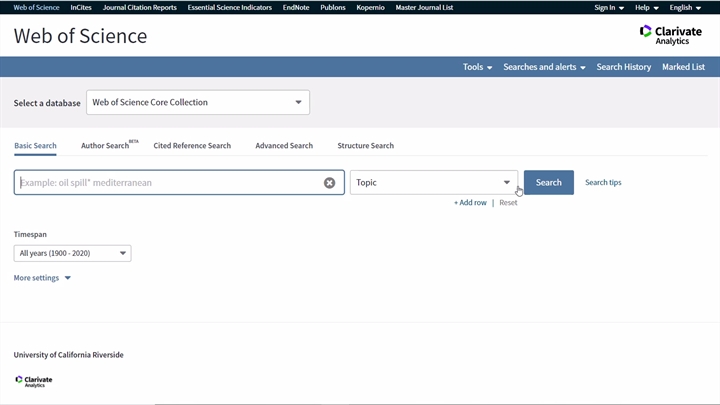 Web of Science InCites Journal Citation Reports Essential Science Indicators EndNote Publons Kopernio Master Journal List Sign In Help English
Web of Science
Clarivate
Analytics
Tools Searches and alerts Search History Marked List
Select a database Web of Science Core Collection
Basic Search Author Search BETA Cited Reference Search Advanced Search Structure Search
Example: oil spill* mediterranean Topic Search Search tips
+ Add row | Reset
Timespan
All years (1900 - 2020)
More settings
University of California Riverside
Clarivate
Analytics